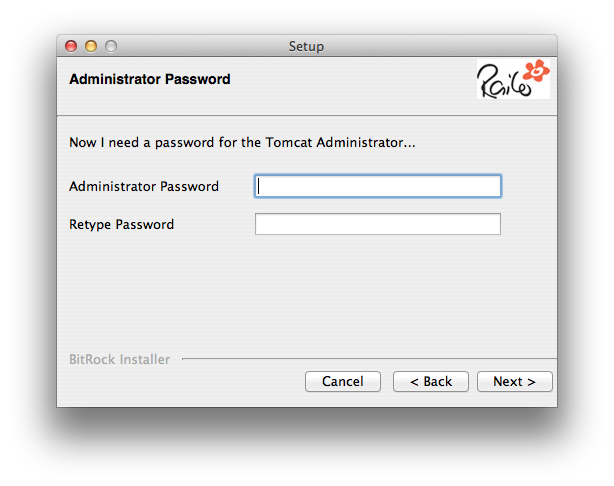 Setup
Administrator Password
Railo
Now I need a password for the Tomcat Administrator...
Administrator Password
Retype Password
BitRock Installer
Cancel
< Back
Next >